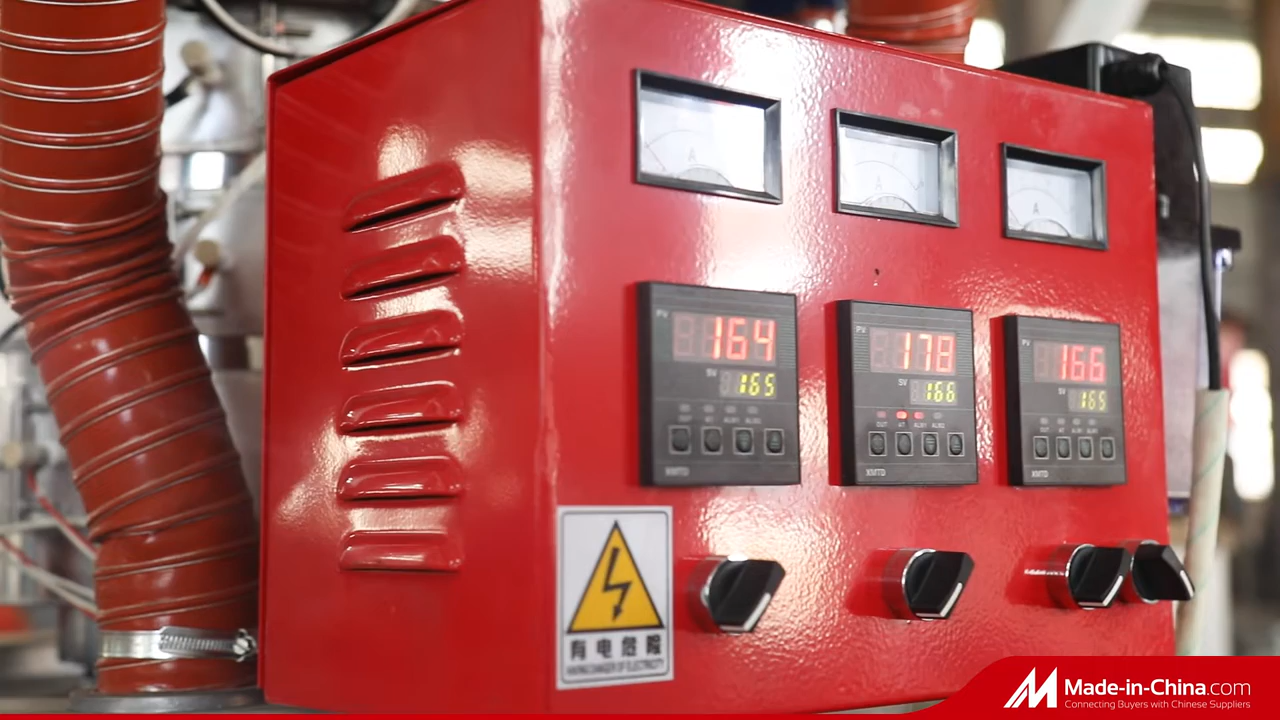 A
A
A
PV
164
SV
165
OUT AT ALM1 ALM2
XMTD
PV
178
SV
166
OUT AT ALM1 ALM2
XMTD
PV
166
SV
165
OUT AT ALM1 ALM2
XMTD
有电危险
WARNING DANGER OF ELECTRICITY
Made-in-China.com
Connecting Buyers with Chinese Suppliers